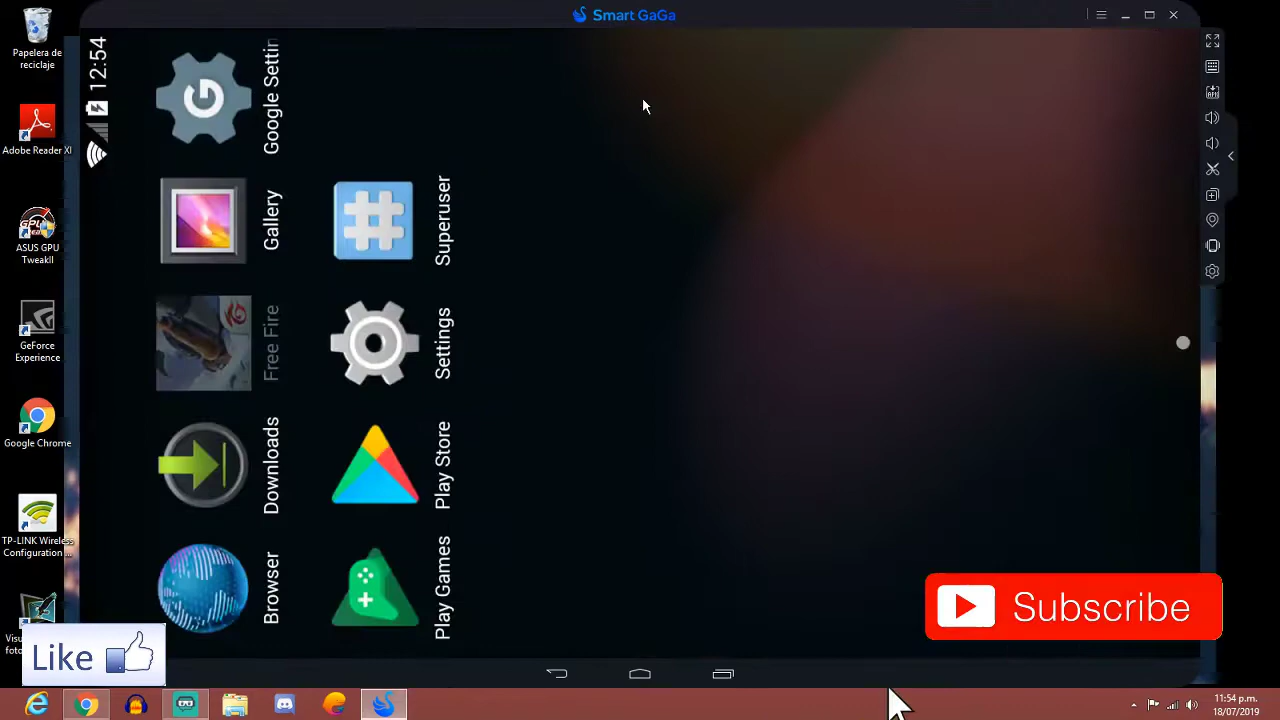 Smart GaGa
Papelera de
reciclaje
Adobe Reader XI
ASUS GPU
TweakII
GeForce
Experience
Google Chrome
TP-LINK Wireless
Configuration ...
12:54
Google Settin
Gallery
Free Fire
Downloads
Browser
Superuser
Settings
Play Store
Play Games
Like
Subscribe
11:54 p.m.
18/07/2019